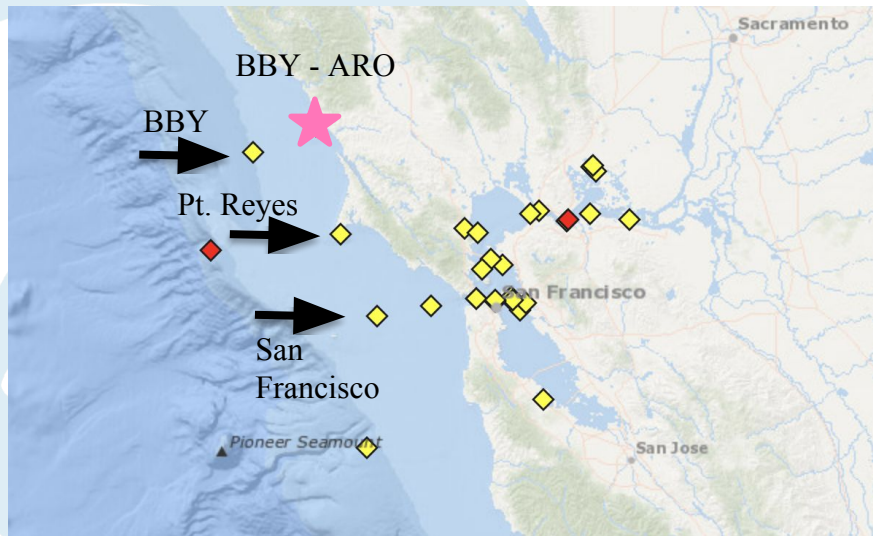 Sacramento
BBY - ARO
BBY
Pt. Reyes
San Francisco
San
Francisco
Pioneer Seamount
San Jose